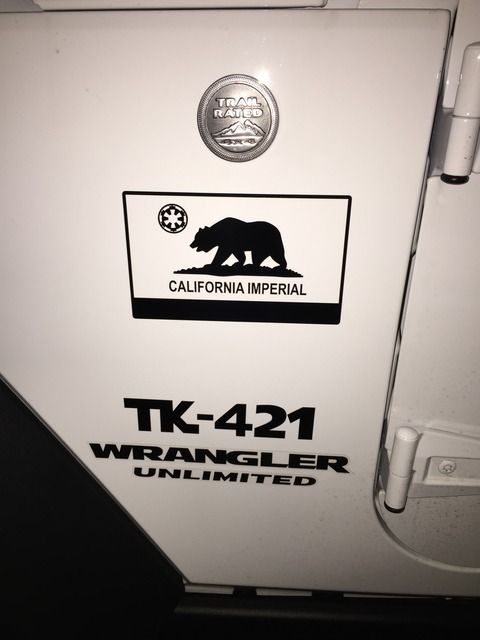 TRAIL
RATED
4x4
CALIFORNIA IMPERIAL
TK-421
WRANGLER
UNLIMITED